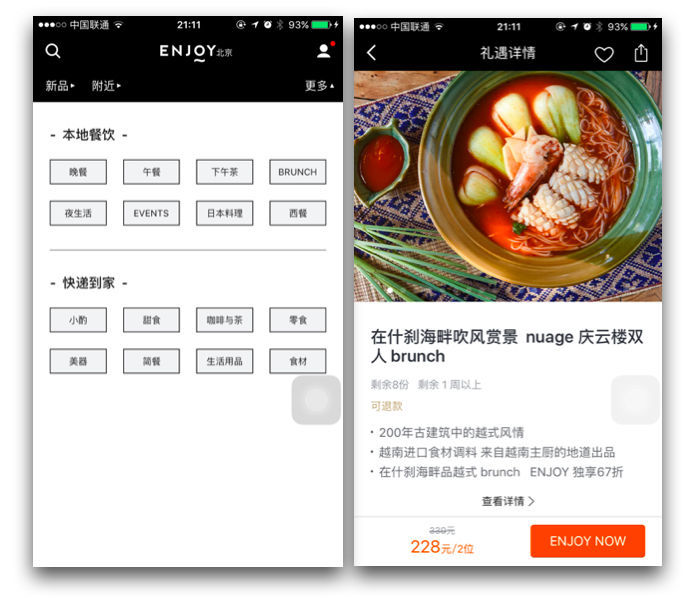 中国联通
21:11
93%
ENJOY 北京
新品
附近
更多
- 本地餐饮 -
晚餐
午餐
下午茶
BRUNCH
夜生活
EVENTS
日本料理
西餐
- 快递到家 -
小酌
甜食
咖啡与茶
零食
美器
简餐
生活用品
食材
中国联通
21:11
93%
礼遇详情
在什刹海畔吹风赏景 nuage 庆云楼双
人 brunch
剩余8份 剩余 1 周以上
可退款
· 200年古建筑中的越式风情
· 越南进口食材调料 来自越南主厨的地道出品
· 在什刹海畔品越式 brunch ENJOY 独享67折
查看详情
339元
228元/2位
ENJOY NOW